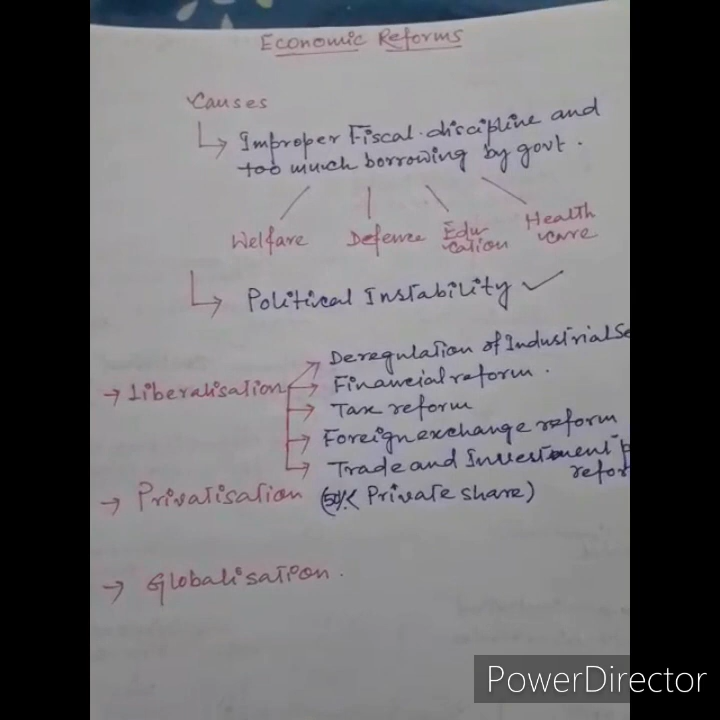 Economic Reforms
Causes
Improper Fiscal discipline and
too much borrowing by govt.
Welfare Defence Edu Health
cation care
Political Instability ✓
Deregulation of Industrial Se
→ Liberalisation → Financial reform.
→ Tax reform
→ Foreign exchange reform
→ Trade and Investment P
refor
→ Privatisation ( < Private share)
→ Globalisation.
PowerDirector